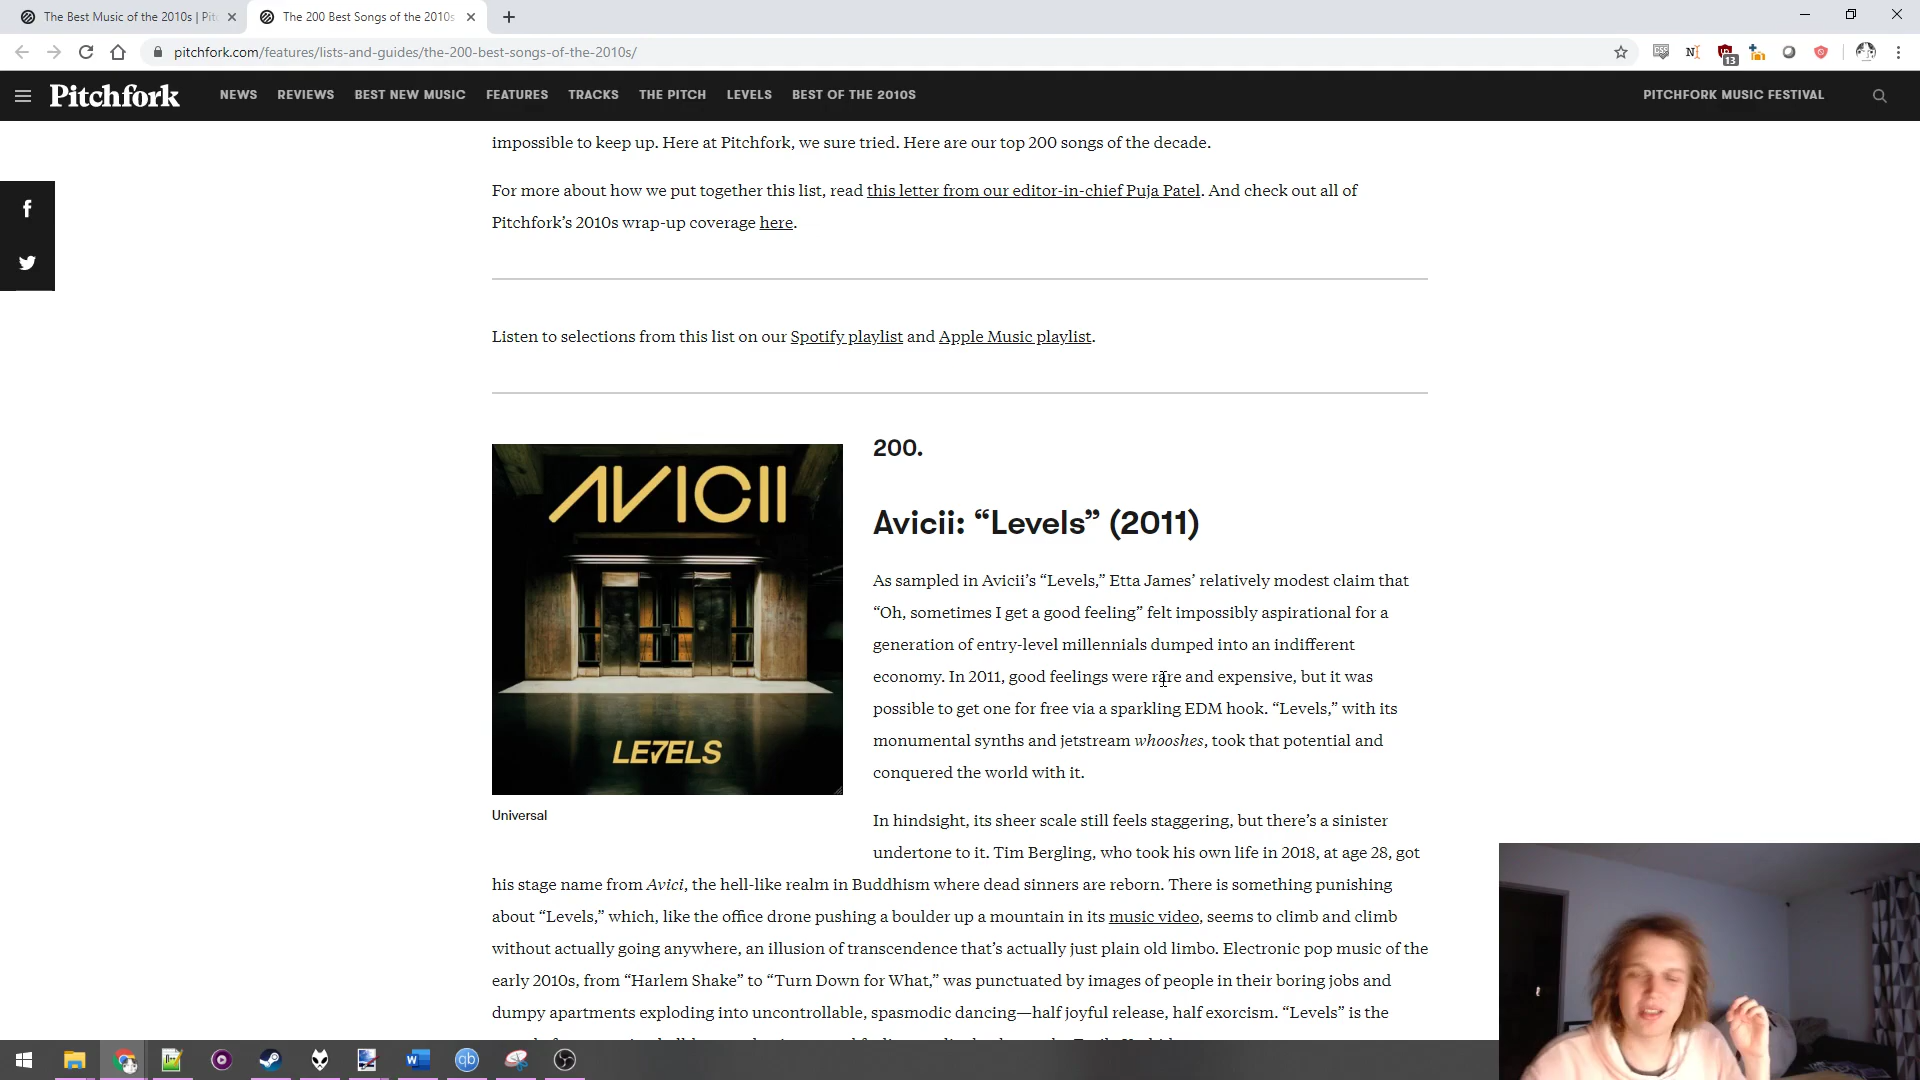 The Best Music of the 2010s | Pit
The 200 Best Songs of the 2010s
pitchfork.com/features/lists-and-guides/the-200-best-songs-of-the-2010s/
13
Pitchfork
NEWS REVIEWS BEST NEW MUSIC FEATURES TRACKS THE PITCH LEVELS BEST OF THE 2010S PITCHFORK MUSIC FESTIVAL
impossible to keep up. Here at Pitchfork, we sure tried. Here are our top 200 songs of the decade.
For more about how we put together this list, read this letter from our editor-in-chief Puja Patel. And check out all of
Pitchfork’s 2010s wrap-up coverage here.
Listen to selections from this list on our Spotify playlist and Apple Music playlist.
AVICII
LE7ELS
Universal
200.
Avicii: “Levels” (2011)
As sampled in Avicii’s “Levels,” Etta James’ relatively modest claim that
“Oh, sometimes I get a good feeling” felt impossibly aspirational for a
generation of entry-level millennials dumped into an indifferent
economy. In 2011, good feelings were rare and expensive, but it was
possible to get one for free via a sparkling EDM hook. “Levels,” with its
monumental synths and jetstream whooshes, took that potential and
conquered the world with it.
In hindsight, its sheer scale still feels staggering, but there’s a sinister
undertone to it. Tim Bergling, who took his own life in 2018, at age 28, got
his stage name from Avici, the hell-like realm in Buddhism where dead sinners are reborn. There is something punishing
about “Levels,” which, like the office drone pushing a boulder up a mountain in its music video, seems to climb and climb
without actually going anywhere, an illusion of transcendence that’s actually just plain old limbo. Electronic pop music of the
early 2010s, from “Harlem Shake” to “Turn Down for What,” was punctuated by images of people in their boring jobs and
dumpy apartments exploding into uncontrollable, spasmodic dancing—half joyful release, half exorcism. “Levels” is the